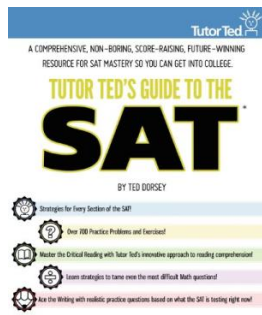 Tutor Ted.
A COMPREHENSIVE, NON-BORING, SCORE-RAISING, FUTURE-WINNING
RESOURCE FOR SAT MASTERY SO YOU CAN GET INTO COLLEGE.
TUTOR TED'S GUIDE TO THE
SAT®
BY TED DORSEY
Strategies for Every Section of the SAT!
Over 700 Practice Problems and Exercises!
Master the Critical Reading with Tutor Ted's innovative approach to reading comprehension!
Learn strategies to tame even the most difficult Math questions!
Ace the Writing with realistic practice questions based on what the SAT is testing right now!